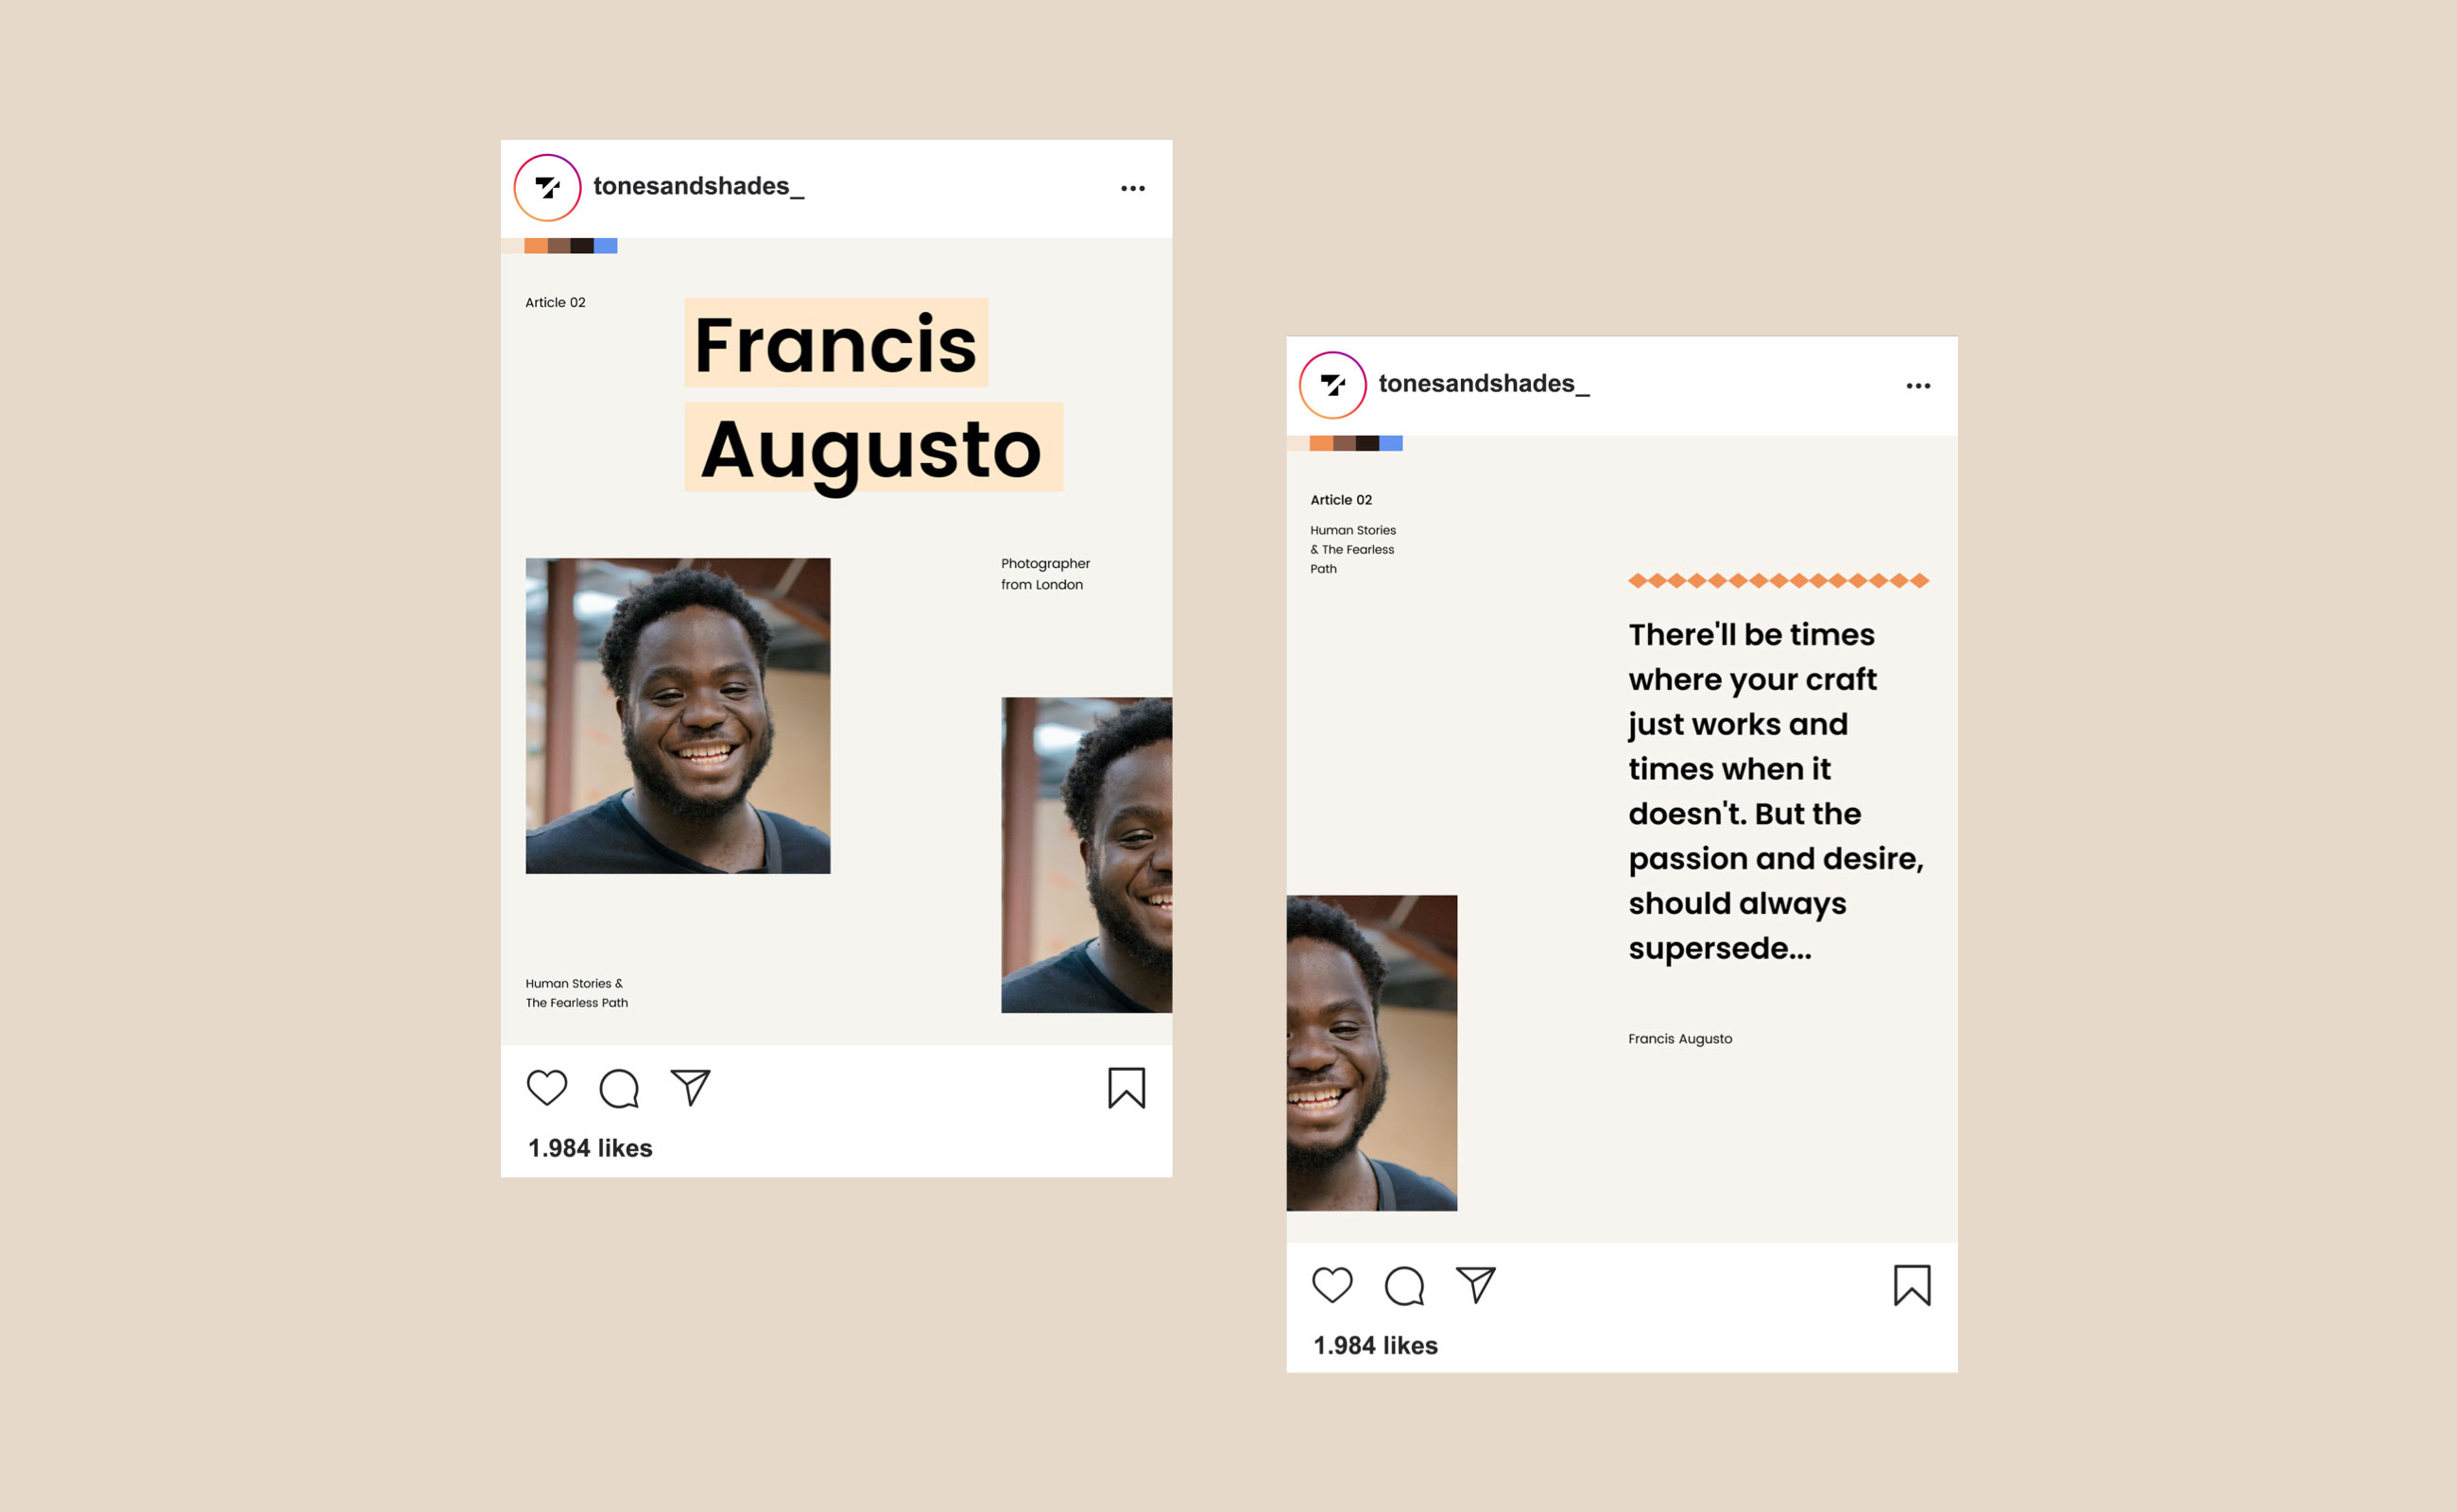 tonesandshades_
Article 02
Francis
Augusto
Photographer
from London
Human Stories &
The Fearless Path
1.984 likes
tonesandshades_
Article 02
Human Stories
& The Fearless
Path
There'll be times
where your craft
just works and
times when it
doesn't. But the
passion and desire,
should always
supersede...
Francis Augusto
1.984 likes